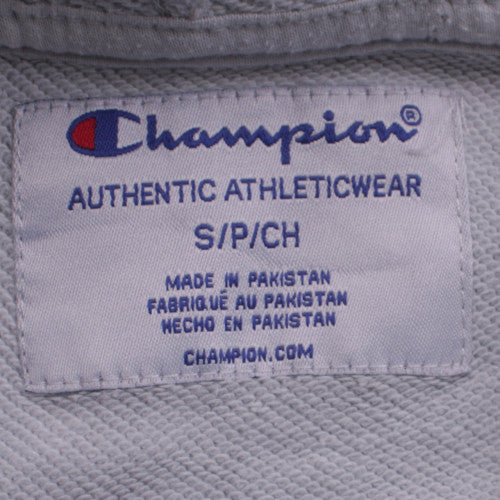 Champion®
AUTHENTIC ATHLETICWEAR
S/P/CH
MADE IN PAKISTAN
FABRIQUÉ AU PAKISTAN
HECHO EN PAKISTAN
CHAMPION.COM